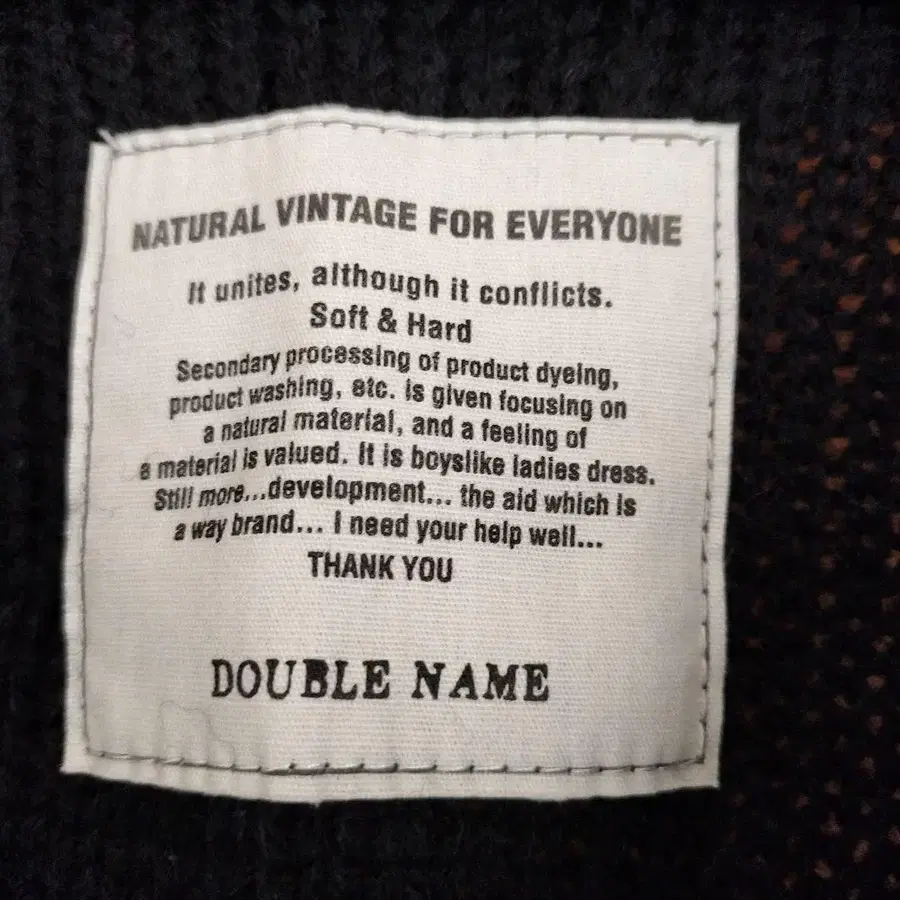 NATURAL VINTAGE FOR EVERYONE
It unites, although it conflicts.
Soft & Hard
Secondary processing of product dyeing,
product washing, etc. is given focusing on
a natural material, and a feeling of
a material is valued. It is boyslike ladies dress.
Still more...development... the aid which is
a way brand... I need your help well...
THANK YOU
DOUBLE NAME